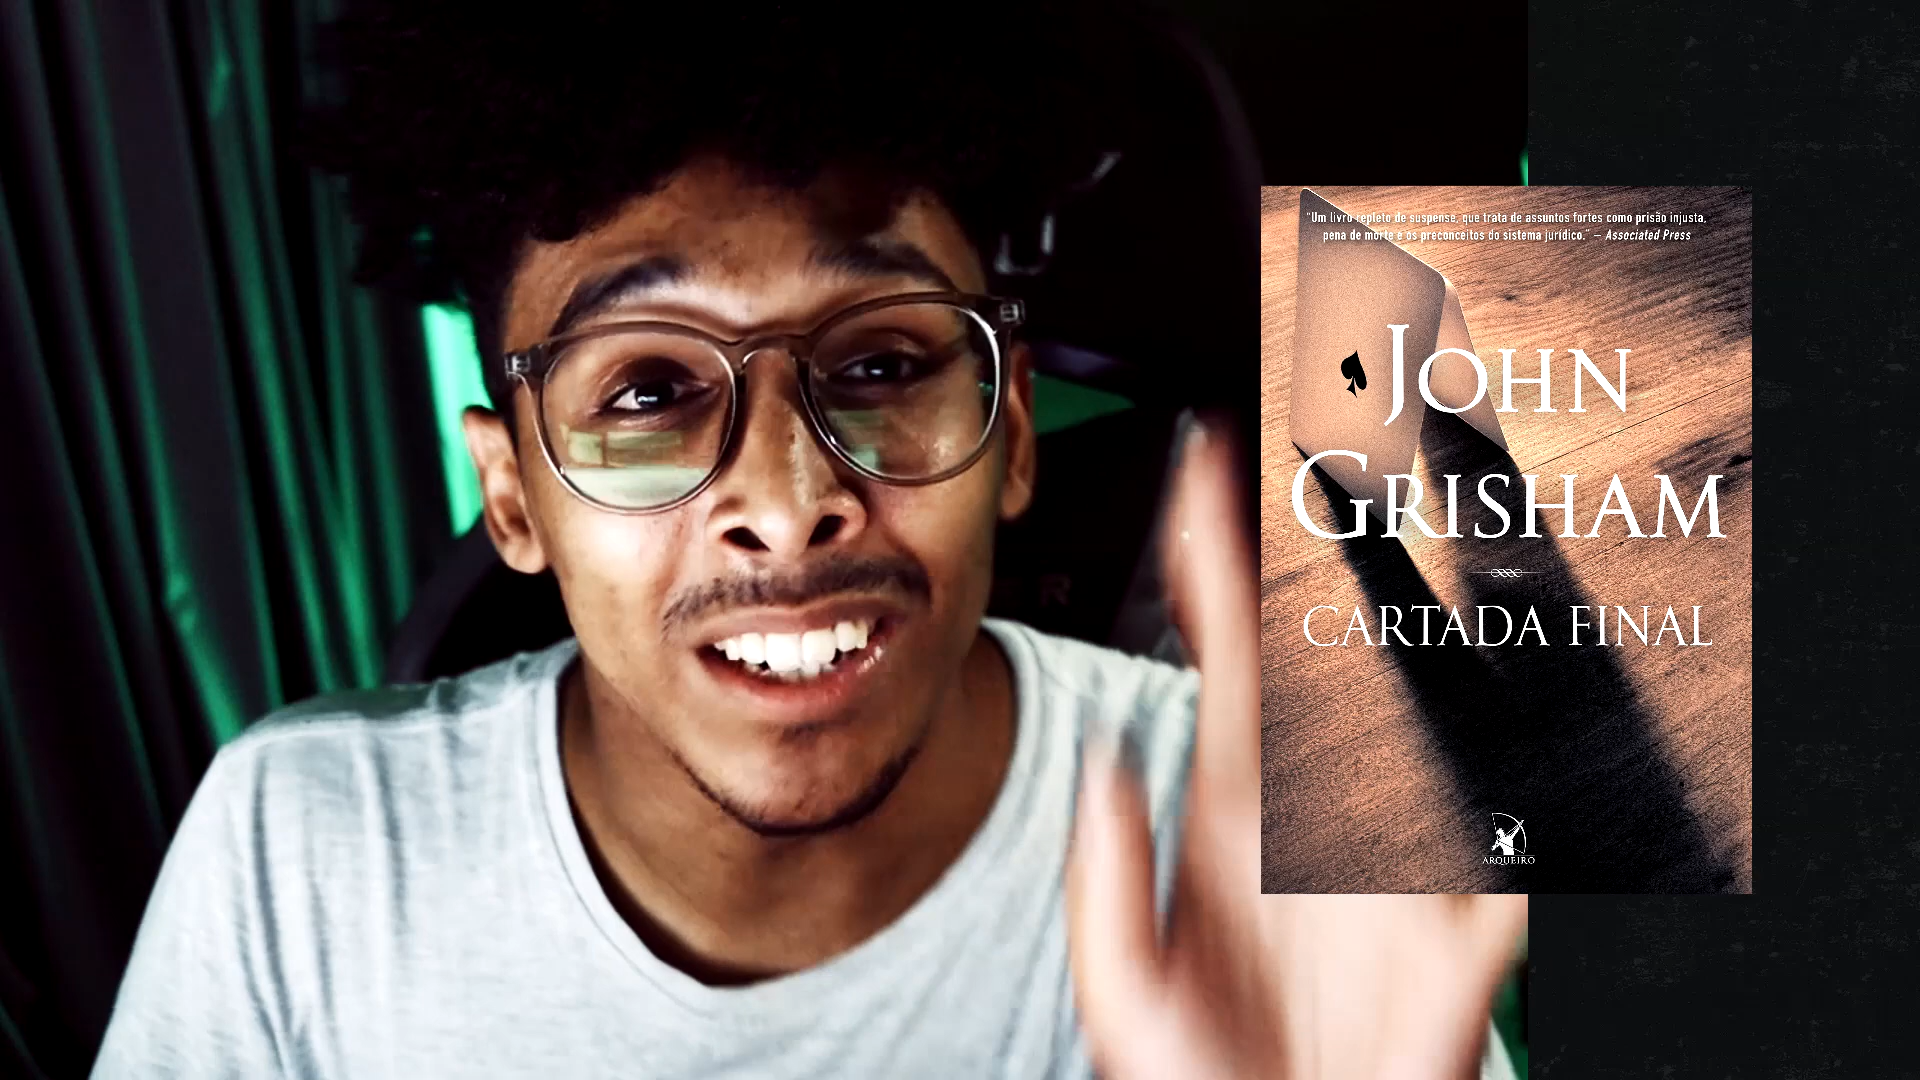 "Um livro repleto de suspense, que trata de assuntos fortes como prisão injusta,
pena de morte e os preconceitos do sistema jurídico." – Associated Press
JOHN
GRISHAM
CARTADA FINAL
ARQUEIRO